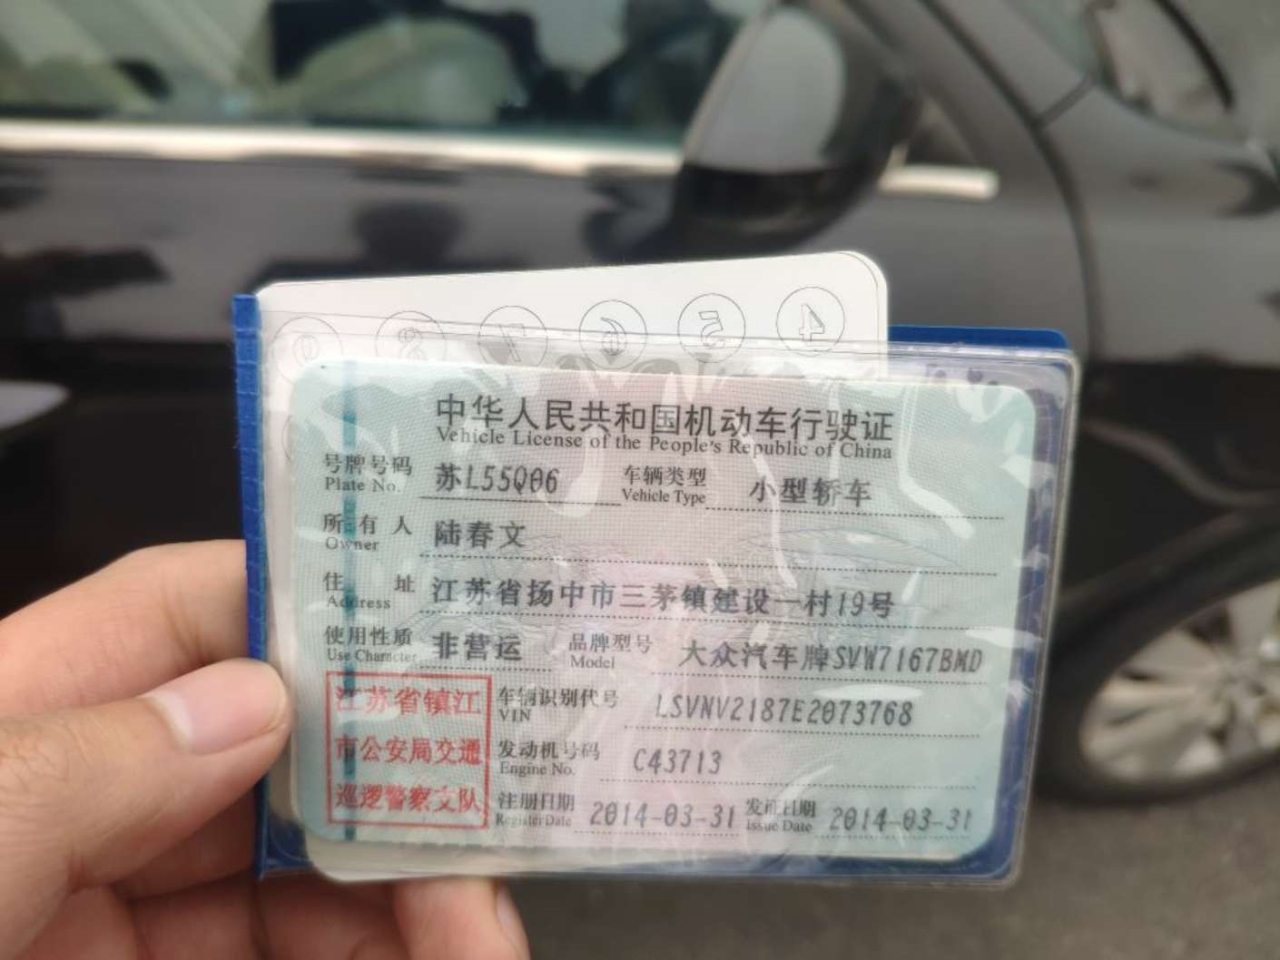 4 5 6 7 8 9
中华人民共和国机动车行驶证
Vehicle License of the People's Republic of China
号牌号码 苏L55Q06 车辆类型 小型轿车
Plate No. Vehicle Type
所有人 陆春文
Owner
住址 江苏省扬中市三茅镇建设一村19号
Address
使用性质 非营运 品牌型号 大众汽车牌SVW7167BMD
Use Character Model
江苏省镇江
市公安局交通
巡逻警察支队
车辆识别代号 LSVNV2187E2073768
VIN
发动机号码 C43713
Engine No.
注册日期 2014-03-31 发证日期 2014-03-31
Register Date Issue Date